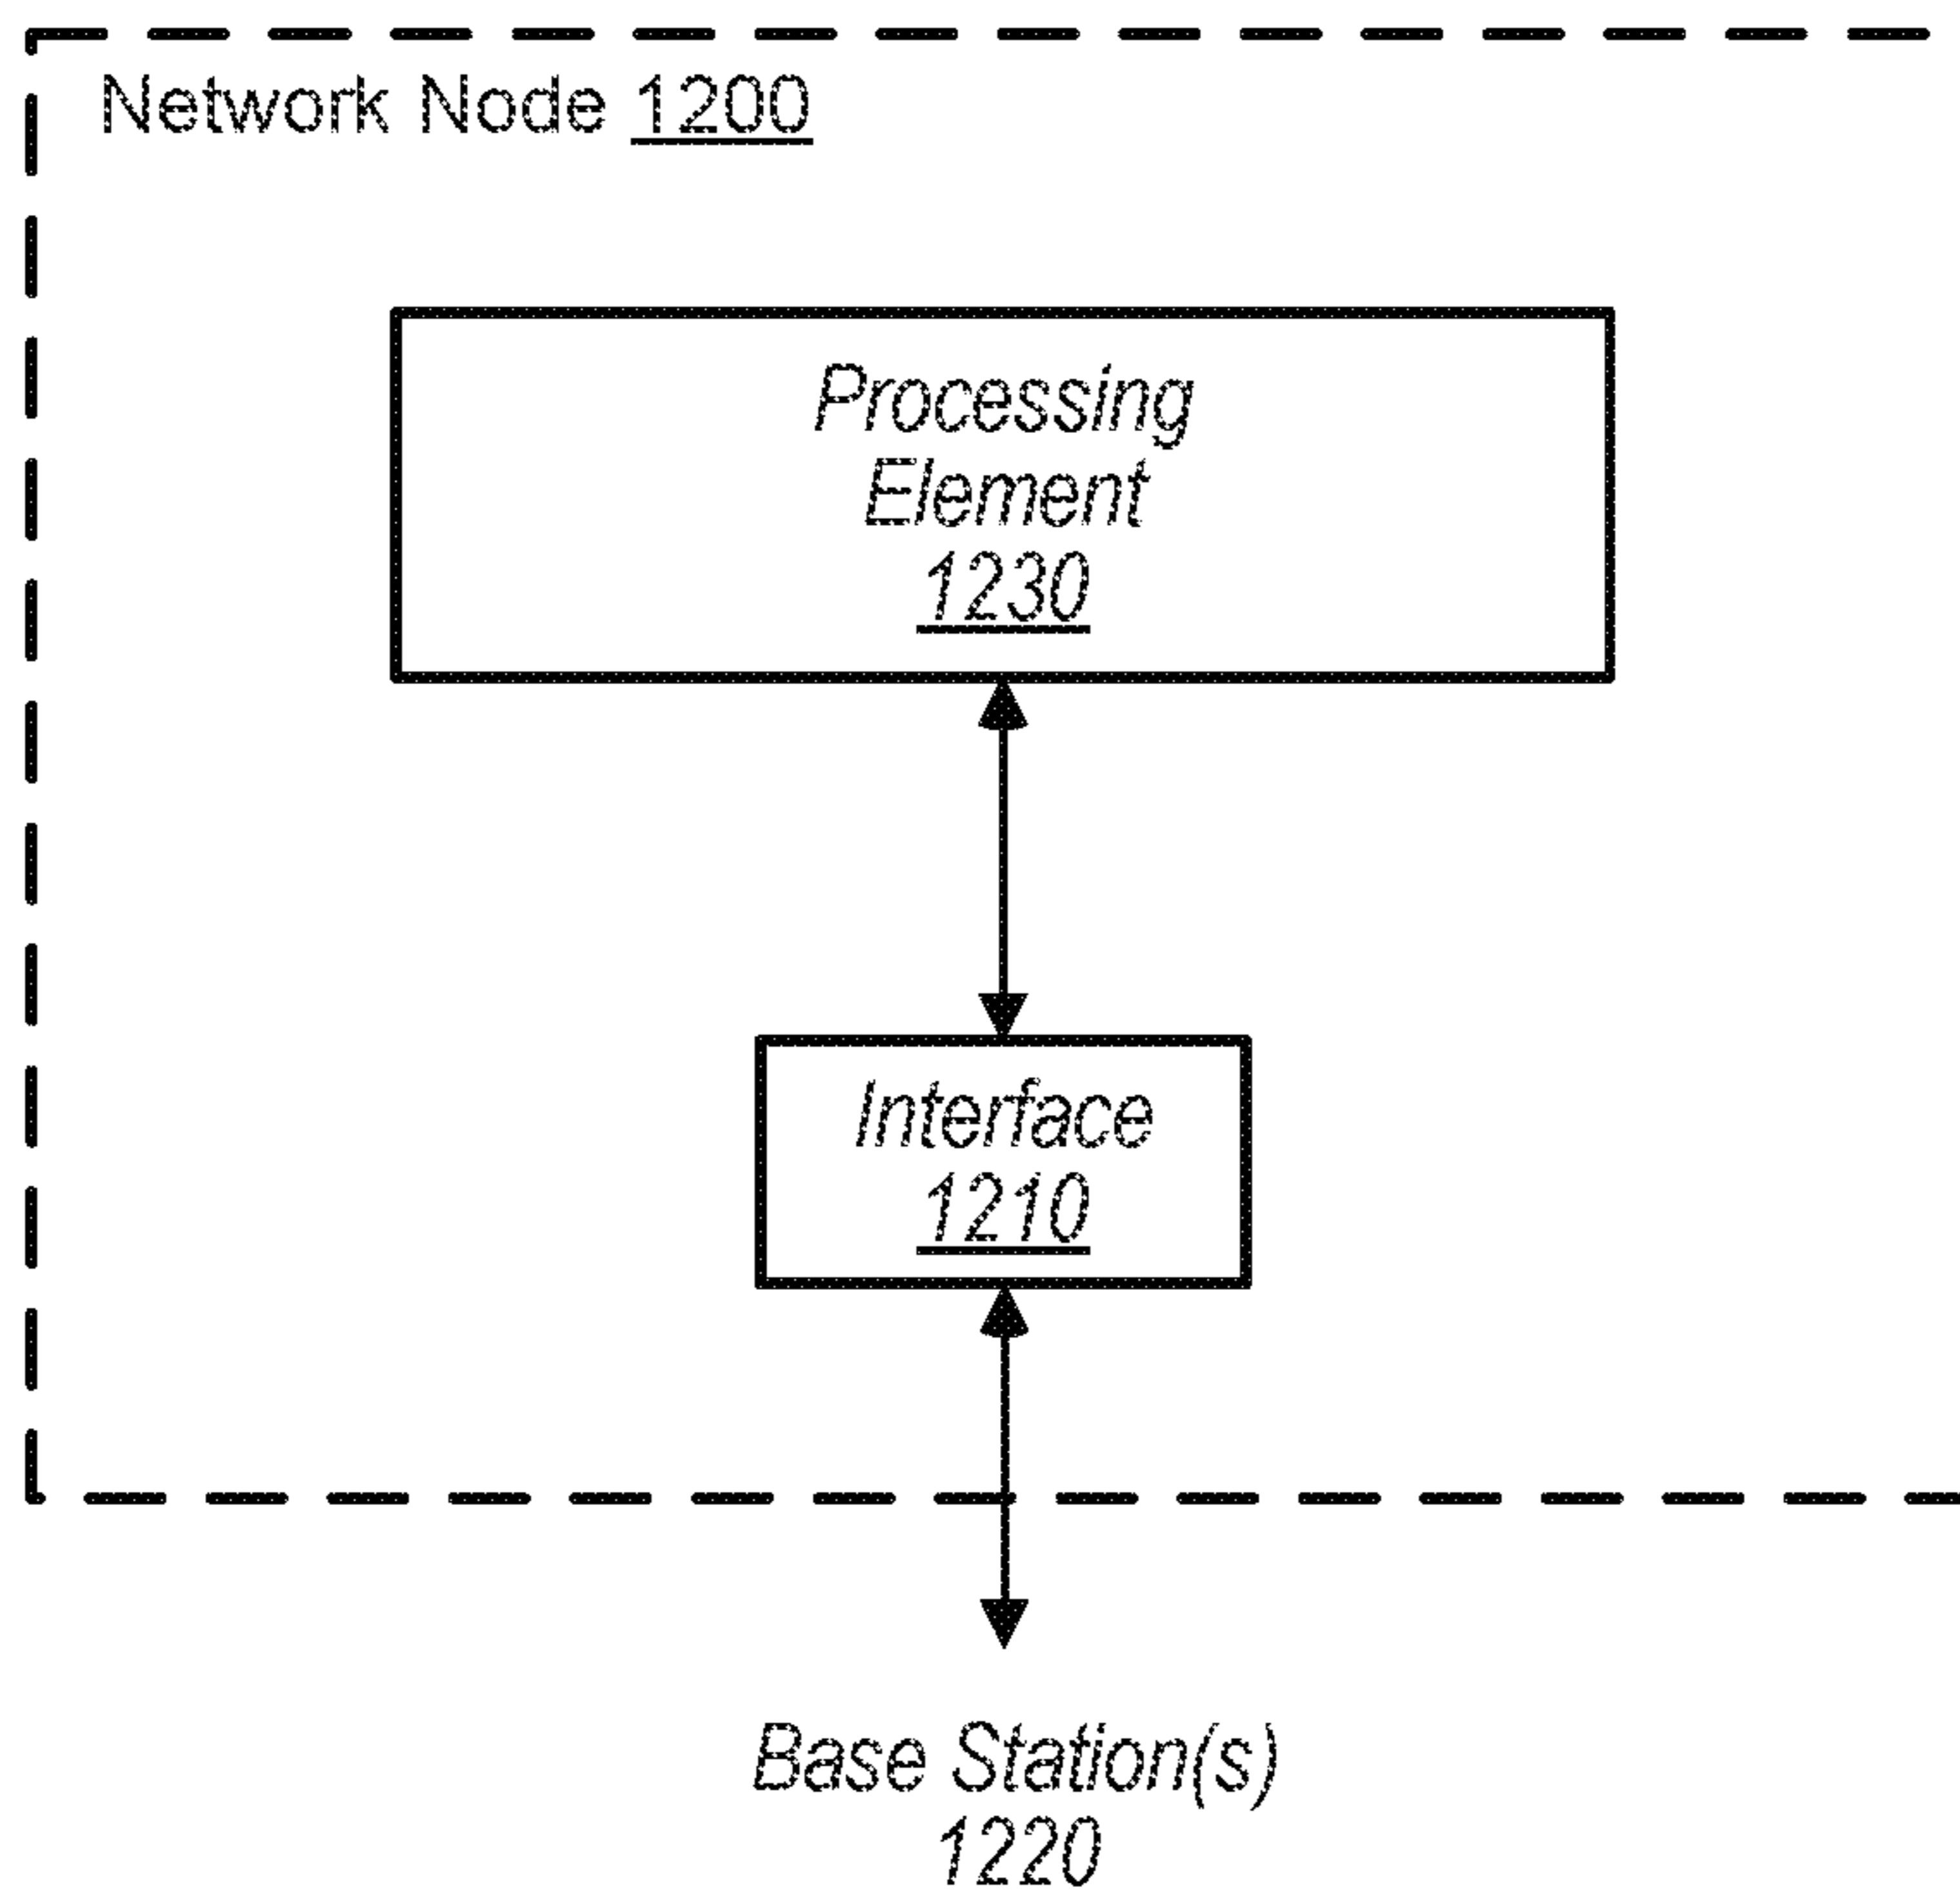 Network Node 1200
Processing
Element
1230
Interface
1210
Base Station(s)
1220